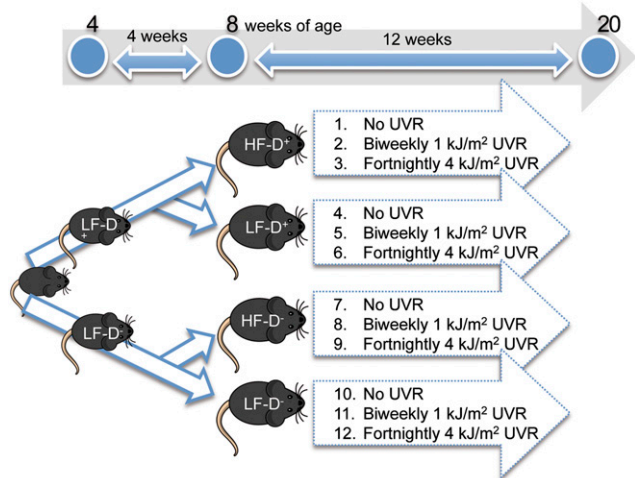 4
8 weeks of age
20
4 weeks
12 weeks
HF-D⁺
1. No UVR
2. Biweekly 1 kJ/m² UVR
3. Fortnightly 4 kJ/m² UVR
LF-D
+
LF-D⁺
4. No UVR
5. Biweekly 1 kJ/m² UVR
6. Fortnightly 4 kJ/m² UVR
HF-D⁻
7. No UVR
8. Biweekly 1 kJ/m² UVR
9. Fortnightly 4 kJ/m² UVR
LF-D
LF-D⁻
10. No UVR
11. Biweekly 1 kJ/m² UVR
12. Fortnightly 4 kJ/m² UVR